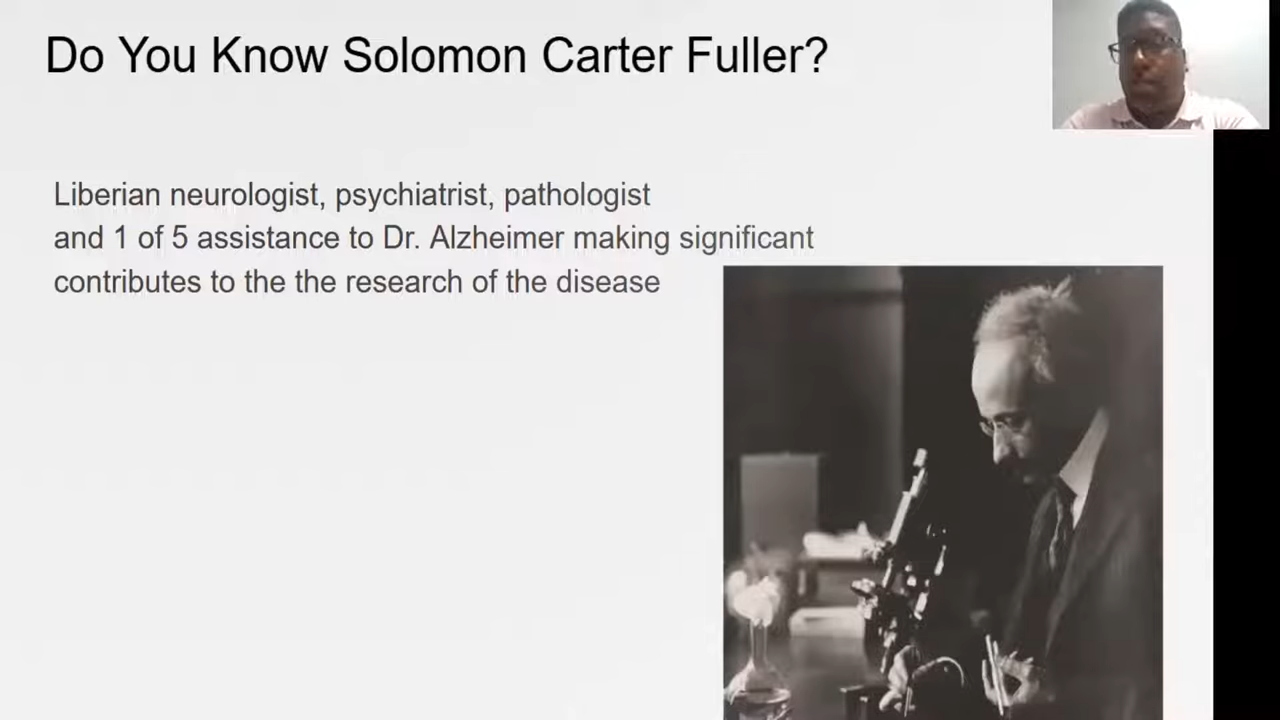 Do You Know Solomon Carter Fuller?
Liberian neurologist, psychiatrist, pathologist
and 1 of 5 assistance to Dr. Alzheimer making significant
contributes to the the research of the disease